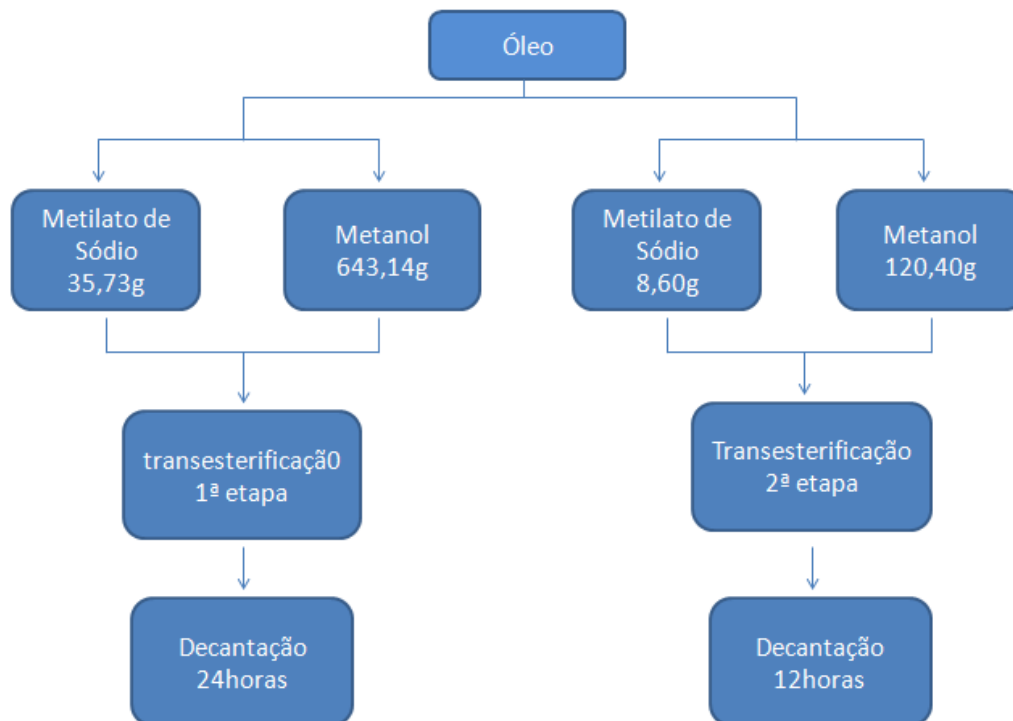 Óleo
Metilato de
Sódio
35,73g
Metanol
643,14g
Metilato de
Sódio
8,60g
Metanol
120,40g
transesterificaçã0
1ª etapa
Transesterificação
2ª etapa
Decantação
24horas
Decantação
12horas